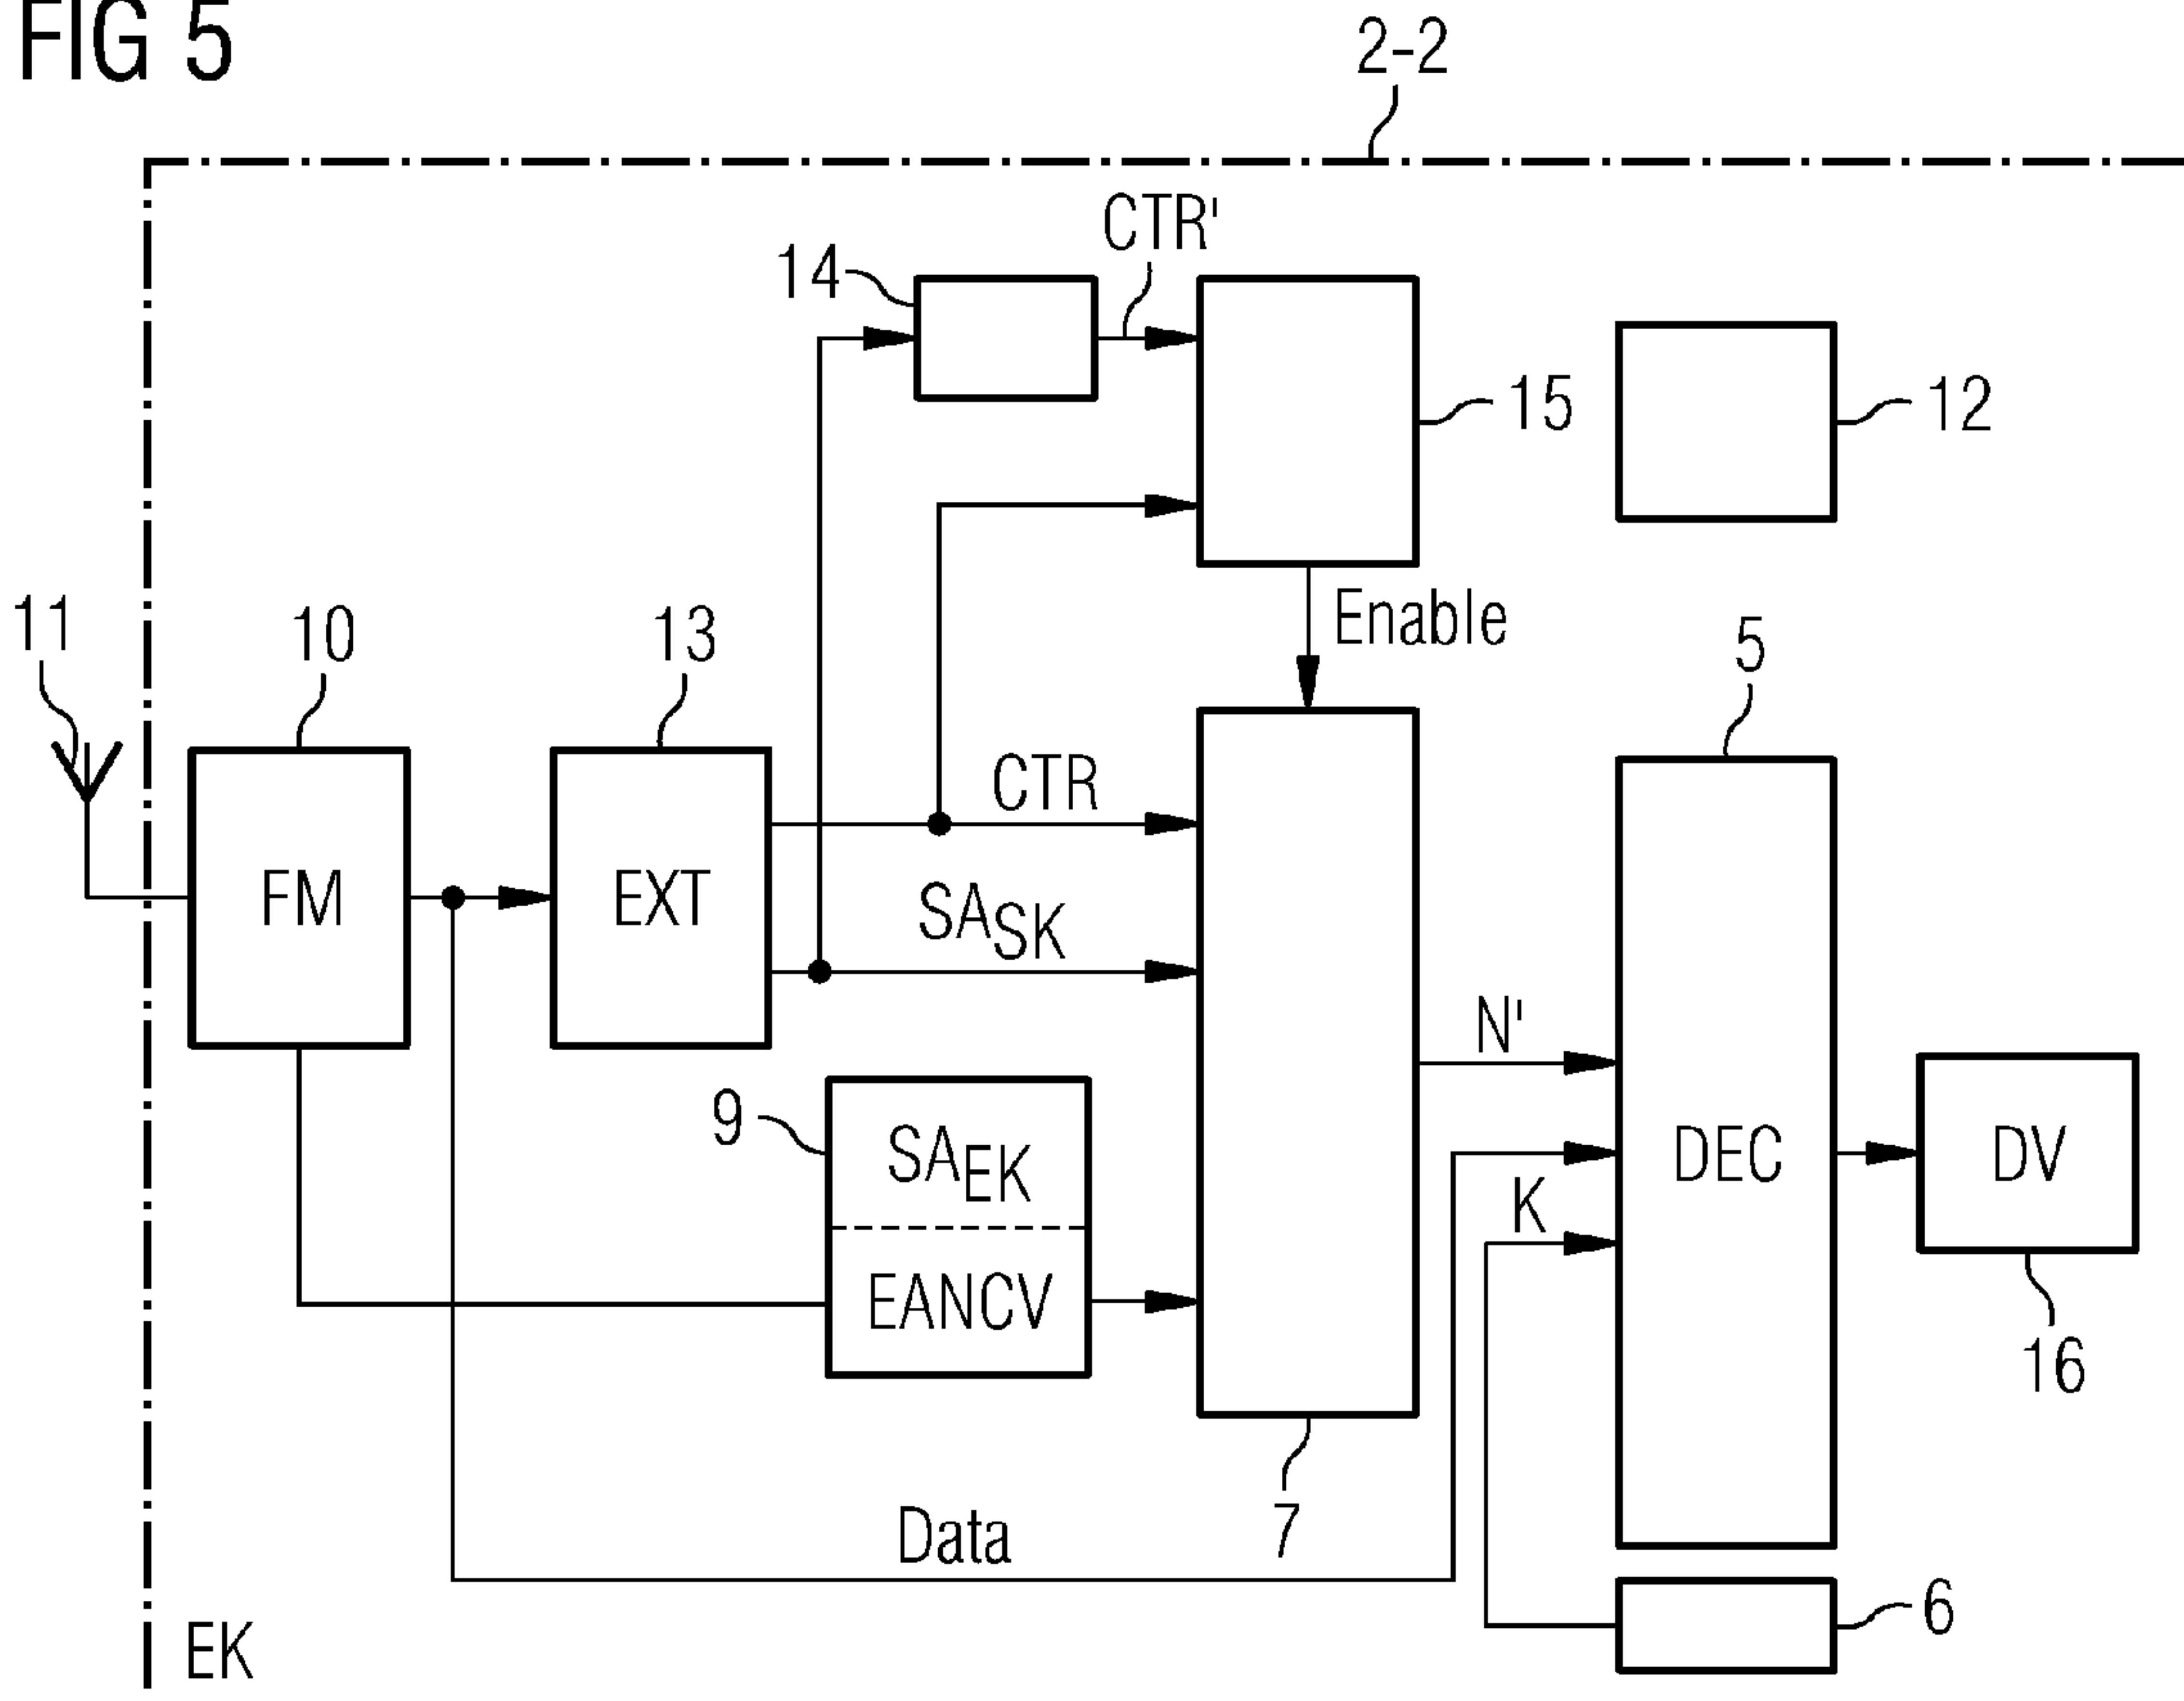 FIG 5
2-2
CTR'
14
15
12
Enable
11
10
13
5
CTR
FM
EXT
SASK
N'
9
SAEK
DEC
DV
K
EANCV
16
7
Data
6
EK